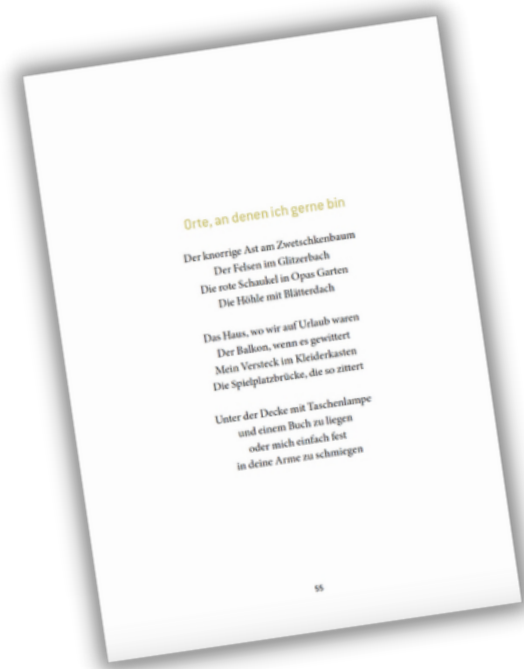 Orte, an denen ich gerne bin
Der knorrige Ast am Zwetschkenbaum
Der Felsen im Glitzerbach
Die rote Schaukel in Opas Garten
Die Höhle mit Blätterdach
Das Haus, wo wir auf Urlaub waren
Der Balkon, wenn es gewittert
Mein Versteck im Kleiderkasten
Die Spielplatzbrücke, die so zittert
Unter der Decke mit Taschenlampe
und einem Buch zu liegen
oder mich einfach fest
in deine Arme zu schmiegen
55